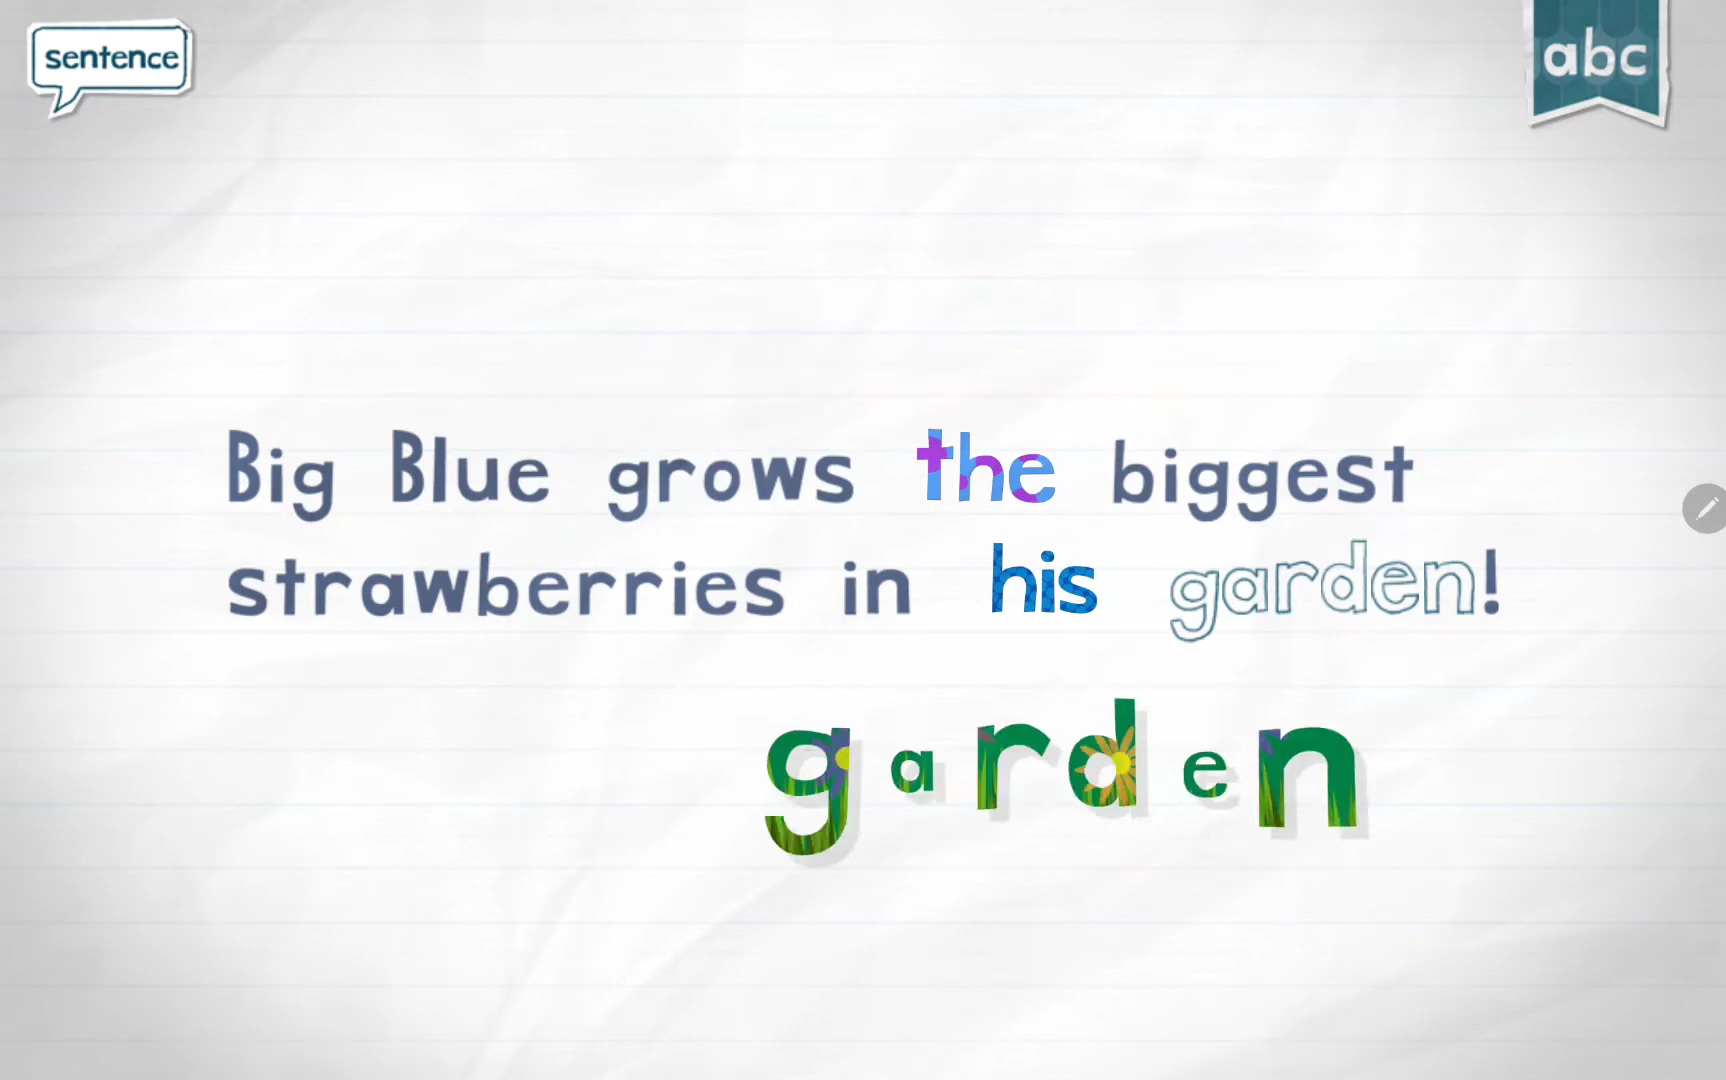 sentence
abc
Big Blue grows the biggest
strawberries in his garden!
garden